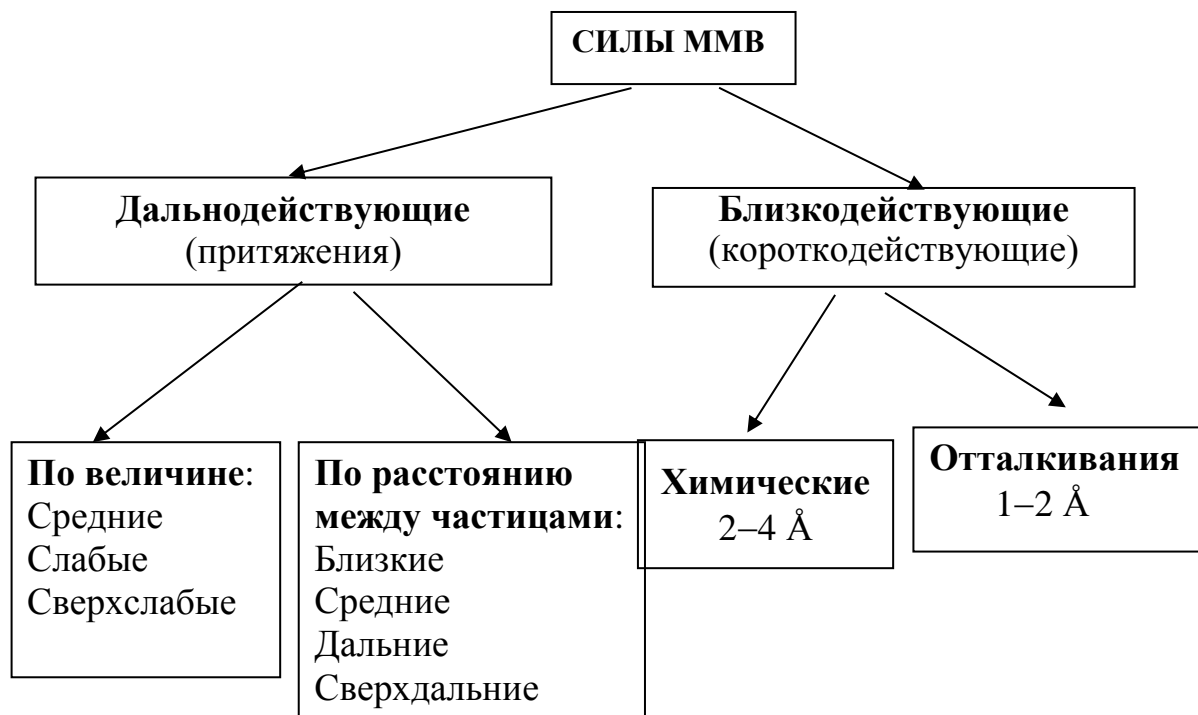 СИЛЫ ММВ
Дальнодействующие
(притяжения)
Близкодействующие
(короткодействующие)
По величине:
Средние
Слабые
Сверхслабые
По расстоянию
между частицами:
Близкие
Средние
Дальние
Сверхдальние
Химические
2–4 Å
Отталкивания
1–2 Å